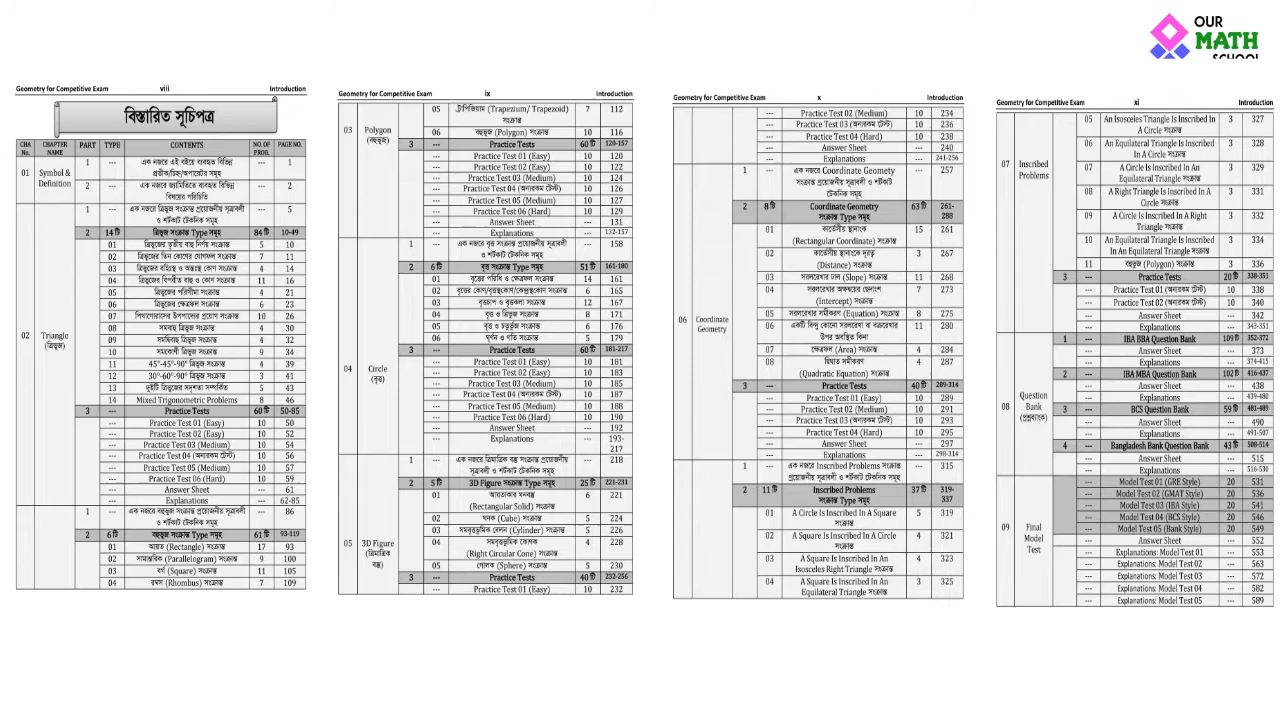 OUR
MATH
SCHOOL
Geometry for Competitive Exam viii Introduction
বিস্তারিত সূচিপত্র
CHA No. CHAPTER NAME PART TYPE CONTENTS NO. OF PROB. PAGE NO.
01 Symbol & Definition 1 --- এক নজরে এই বইয়ে ব্যবহৃত বিভিন্ন --- 1
প্রতীক/চিহ্ন/অপারেটর সমূহ
2 --- এক নজরে জ্যামিতিতে ব্যবহৃত বিভিন্ন --- 2
বিষয়ের পরিচিতি
02 Triangle (ত্রিভুজ) 1 --- এক নজরে ত্রিভুজ সংক্রান্ত প্রয়োজনীয় সূত্রাবলী --- 5
ও শর্টকাট টেকনিক সমূহ
2 14 টি ত্রিভুজ সংক্রান্ত Type সমূহ 84 টি 10-49
01 ত্রিভুজের তৃতীয় বাহু নির্ণয় সংক্রান্ত 5 10
02 ত্রিভুজের তিন কোণের যোগফল সংক্রান্ত 7 11
03 ত্রিভুজের বহিঃস্থ ও অন্তঃস্থ কোণ সংক্রান্ত 4 14
04 ত্রিভুজের বিপরীত বাহু ও কোণ সংক্রান্ত 11 16
05 ত্রিভুজের পরিসীমা সংক্রান্ত 4 21
06 ত্রিভুজের ক্ষেত্রফল সংক্রান্ত 6 23
07 পিথাগোরাসের উপপাদ্যের প্রয়োগ সংক্রান্ত 10 26
08 সমবাহু ত্রিভুজ সংক্রান্ত 4 30
09 সমদ্বিবাহু ত্রিভুজ সংক্রান্ত 4 32
10 সমকোণী ত্রিভুজ সংক্রান্ত 9 34
11 45°-45°-90° ত্রিভুজ সংক্রান্ত 4 39
12 30°-60°-90° ত্রিভুজ সংক্রান্ত 3 41
13 দুইটি ত্রিভুজের সদৃশতা সম্পর্কিত 5 43
14 Mixed Trigonometric Problems 8 46
3 --- Practice Tests 60 টি 50-85
--- Practice Test 01 (Easy) 10 50
--- Practice Test 02 (Easy) 10 52
--- Practice Test 03 (Medium) 10 54
--- Practice Test 04 (অন্যরকম টেস্ট) 10 56
--- Practice Test 05 (Medium) 10 57
--- Practice Test 06 (Hard) 10 59
--- Answer Sheet --- 61
--- Explanations --- 62-85
1 --- এক নজরে বহুভুজ সংক্রান্ত প্রয়োজনীয় সূত্রাবলী --- 86
ও শর্টকাট টেকনিক সমূহ
2 6 টি বহুভুজ সংক্রান্ত Type সমূহ 61 টি 93-119
01 আয়ত (Rectangle) সংক্রান্ত 17 93
02 সামান্তরিক (Parallelogram) সংক্রান্ত 9 100
03 বর্গ (Square) সংক্রান্ত 11 105
04 রম্বস (Rhombus) সংক্রান্ত 7 109
Geometry for Competitive Exam ix Introduction
03 Polygon (বহুভুজ) 05 ট্রাপিজিয়াম (Trapezium/ Trapezoid) 7 112
সংক্রান্ত
06 বহুভুজ (Polygon) সংক্রান্ত 10 116
3 --- Practice Tests 60 টি 120-157
--- Practice Test 01 (Easy) 10 120
--- Practice Test 02 (Easy) 10 122
--- Practice Test 03 (Medium) 10 124
--- Practice Test 04 (অন্যরকম টেস্ট) 10 126
--- Practice Test 05 (Medium) 10 127
--- Practice Test 06 (Hard) 10 129
--- Answer Sheet --- 131
--- Explanations --- 132-157
04 Circle (বৃত্ত) 1 --- এক নজরে বৃত্ত সংক্রান্ত প্রয়োজনীয় সূত্রাবলী --- 158
ও শর্টকাট টেকনিক সমূহ
2 6 টি বৃত্ত সংক্রান্ত Type সমূহ 51 টি 161-180
01 বৃত্তের পরিধি ও ক্ষেত্রফল সংক্রান্ত 14 161
02 বৃত্তের কোণ/বৃত্তস্থকোণ/কেন্দ্রস্থকোণ সংক্রান্ত 6 165
03 বৃত্তচাপ ও বৃত্তকলা সংক্রান্ত 12 167
04 বৃত্ত ও ত্রিভুজ সংক্রান্ত 8 171
05 বৃত্ত ও চতুর্ভুজ সংক্রান্ত 6 176
06 ঘূর্ণন ও গতি সংক্রান্ত 5 179
3 --- Practice Tests 60 টি 181-217
--- Practice Test 01 (Easy) 10 181
--- Practice Test 02 (Easy) 10 183
--- Practice Test 03 (Medium) 10 185
--- Practice Test 04 (অন্যরকম টেস্ট) 10 187
--- Practice Test 05 (Medium) 10 188
--- Practice Test 06 (Hard) 10 190
--- Answer Sheet --- 192
--- Explanations --- 193-
217
05 3D Figure (ত্রিমাত্রিক বস্তু) 1 --- এক নজরে ত্রিমাত্রিক বস্তু সংক্রান্ত প্রয়োজনীয় --- 218
সূত্রাবলী ও শর্টকাট টেকনিক সমূহ
2 5 টি 3D Figure সংক্রান্ত Type সমূহ 25 টি 221-231
01 আয়তাকার ঘনবস্তু 6 221
(Rectangular Solid) সংক্রান্ত
02 ঘনক (Cube) সংক্রান্ত 5 224
03 সমবৃত্তভূমিক বেলন (Cylinder) সংক্রান্ত 5 226
04 সমবৃত্তভূমিক কোণক 4 228
(Right Circular Cone) সংক্রান্ত
05 গোলক (Sphere) সংক্রান্ত 5 230
3 --- Practice Tests 40 টি 232-256
--- Practice Test 01 (Easy) 10 232
Geometry for Competitive Exam x Introduction
--- Practice Test 02 (Medium) 10 234
--- Practice Test 03 (অন্যরকম টেস্ট) 10 236
--- Practice Test 04 (Hard) 10 238
--- Answer Sheet --- 240
--- Explanations --- 241-256
06 Coordinate Geometry 1 --- এক নজরে Coordinate Geometry --- 257
সংক্রান্ত প্রয়োজনীয় সূত্রাবলী ও শর্টকাট
টেকনিক সমূহ
2 8 টি Coordinate Geometry 63 টি 261-
সংক্রান্ত Type সমূহ 288
01 কার্তেসীয় স্থানাংক 15 261
(Rectangular Coordinate) সংক্রান্ত
02 কার্তেসীয় স্থানাংকে দূরত্ব 3 267
(Distance) সংক্রান্ত
03 সরলরেখার ঢাল (Slope) সংক্রান্ত 11 268
04 সরলরেখার অক্ষদ্বয়ের ছেদাংশ 7 273
(Intercept) সংক্রান্ত
05 সরলরেখার সমীকরণ (Equation) সংক্রান্ত 8 275
06 একটি বিন্দু কোনো সরলরেখা বা বক্ররেখার 11 280
উপর অবস্থিত কিনা
07 ক্ষেত্রফল (Area) সংক্রান্ত 4 284
08 দ্বিঘাত সমীকরণ 4 287
(Quadratic Equation) সংক্রান্ত
3 --- Practice Tests 40 টি 289-314
--- Practice Test 01 (Easy) 10 289
--- Practice Test 02 (Medium) 10 291
--- Practice Test 03 (অন্যরকম টেস্ট) 10 293
--- Practice Test 04 (Hard) 10 295
--- Answer Sheet --- 297
--- Explanations --- 298-314
1 --- এক নজরে Inscribed Problems সংক্রান্ত --- 315
প্রয়োজনীয় সূত্রাবলী ও শর্টকাট টেকনিক সমূহ
2 11 টি Inscribed Problems 37 টি 319-
সংক্রান্ত Type সমূহ 337
01 A Circle Is Inscribed In A Square 5 319
সংক্রান্ত
02 A Square Is Inscribed In A Circle 4 321
সংক্রান্ত
03 A Square Is Inscribed In An 4 323
Isosceles Right Triangle সংক্রান্ত
04 A Square Is Inscribed In An 3 325
Equilateral Triangle সংক্রান্ত
Geometry for Competitive Exam xi Introduction
07 Inscribed Problems 05 An Isosceles Triangle Is Inscribed In 3 327
A Circle সংক্রান্ত
06 An Equilateral Triangle Is Inscribed 3 328
In A Circle সংক্রান্ত
07 A Circle Is Inscribed In An 3 329
Equilateral Triangle সংক্রান্ত
08 A Right Triangle Is Inscribed In A 3 331
Circle সংক্রান্ত
09 A Circle Is Inscribed In A Right 3 332
Triangle সংক্রান্ত
10 An Equilateral Triangle Is Inscribed 3 334
In An Equilateral Triangle সংক্রান্ত
11 বহুভুজ (Polygon) সংক্রান্ত 3 336
3 --- Practice Tests 20 টি 338-351
--- Practice Test 01 (অন্যরকম টেস্ট) 10 338
--- Practice Test 02 (অন্যরকম টেস্ট) 10 340
--- Answer Sheet --- 342
--- Explanations --- 343-351
08 Question Bank (প্রশ্নব্যাংক) 1 --- IBA BBA Question Bank 109 টি 352-372
--- Answer Sheet --- 373
--- Explanations --- 374-415
2 --- IBA MBA Question Bank 102 টি 416-437
--- Answer Sheet --- 438
--- Explanations --- 439-480
3 --- BCS Question Bank 59 টি 481-489
--- Answer Sheet --- 490
--- Explanations --- 491-507
4 --- Bangladesh Bank Question Bank 43 টি 508-514
--- Answer Sheet --- 515
--- Explanations --- 516-530
09 Final Model Test --- Model Test 01 (GRE Style) 20 531
--- Model Test 02 (GMAT Style) 20 536
--- Model Test 03 (IBA Style) 20 541
--- Model Test 04 (BCS Style) 20 546
--- Model Test 05 (Bank Style) 20 549
--- Answer Sheet --- 552
--- Explanations: Model Test 01 --- 553
--- Explanations: Model Test 02 --- 563
--- Explanations: Model Test 03 --- 572
--- Explanations: Model Test 04 --- 582
--- Explanations: Model Test 05 --- 589